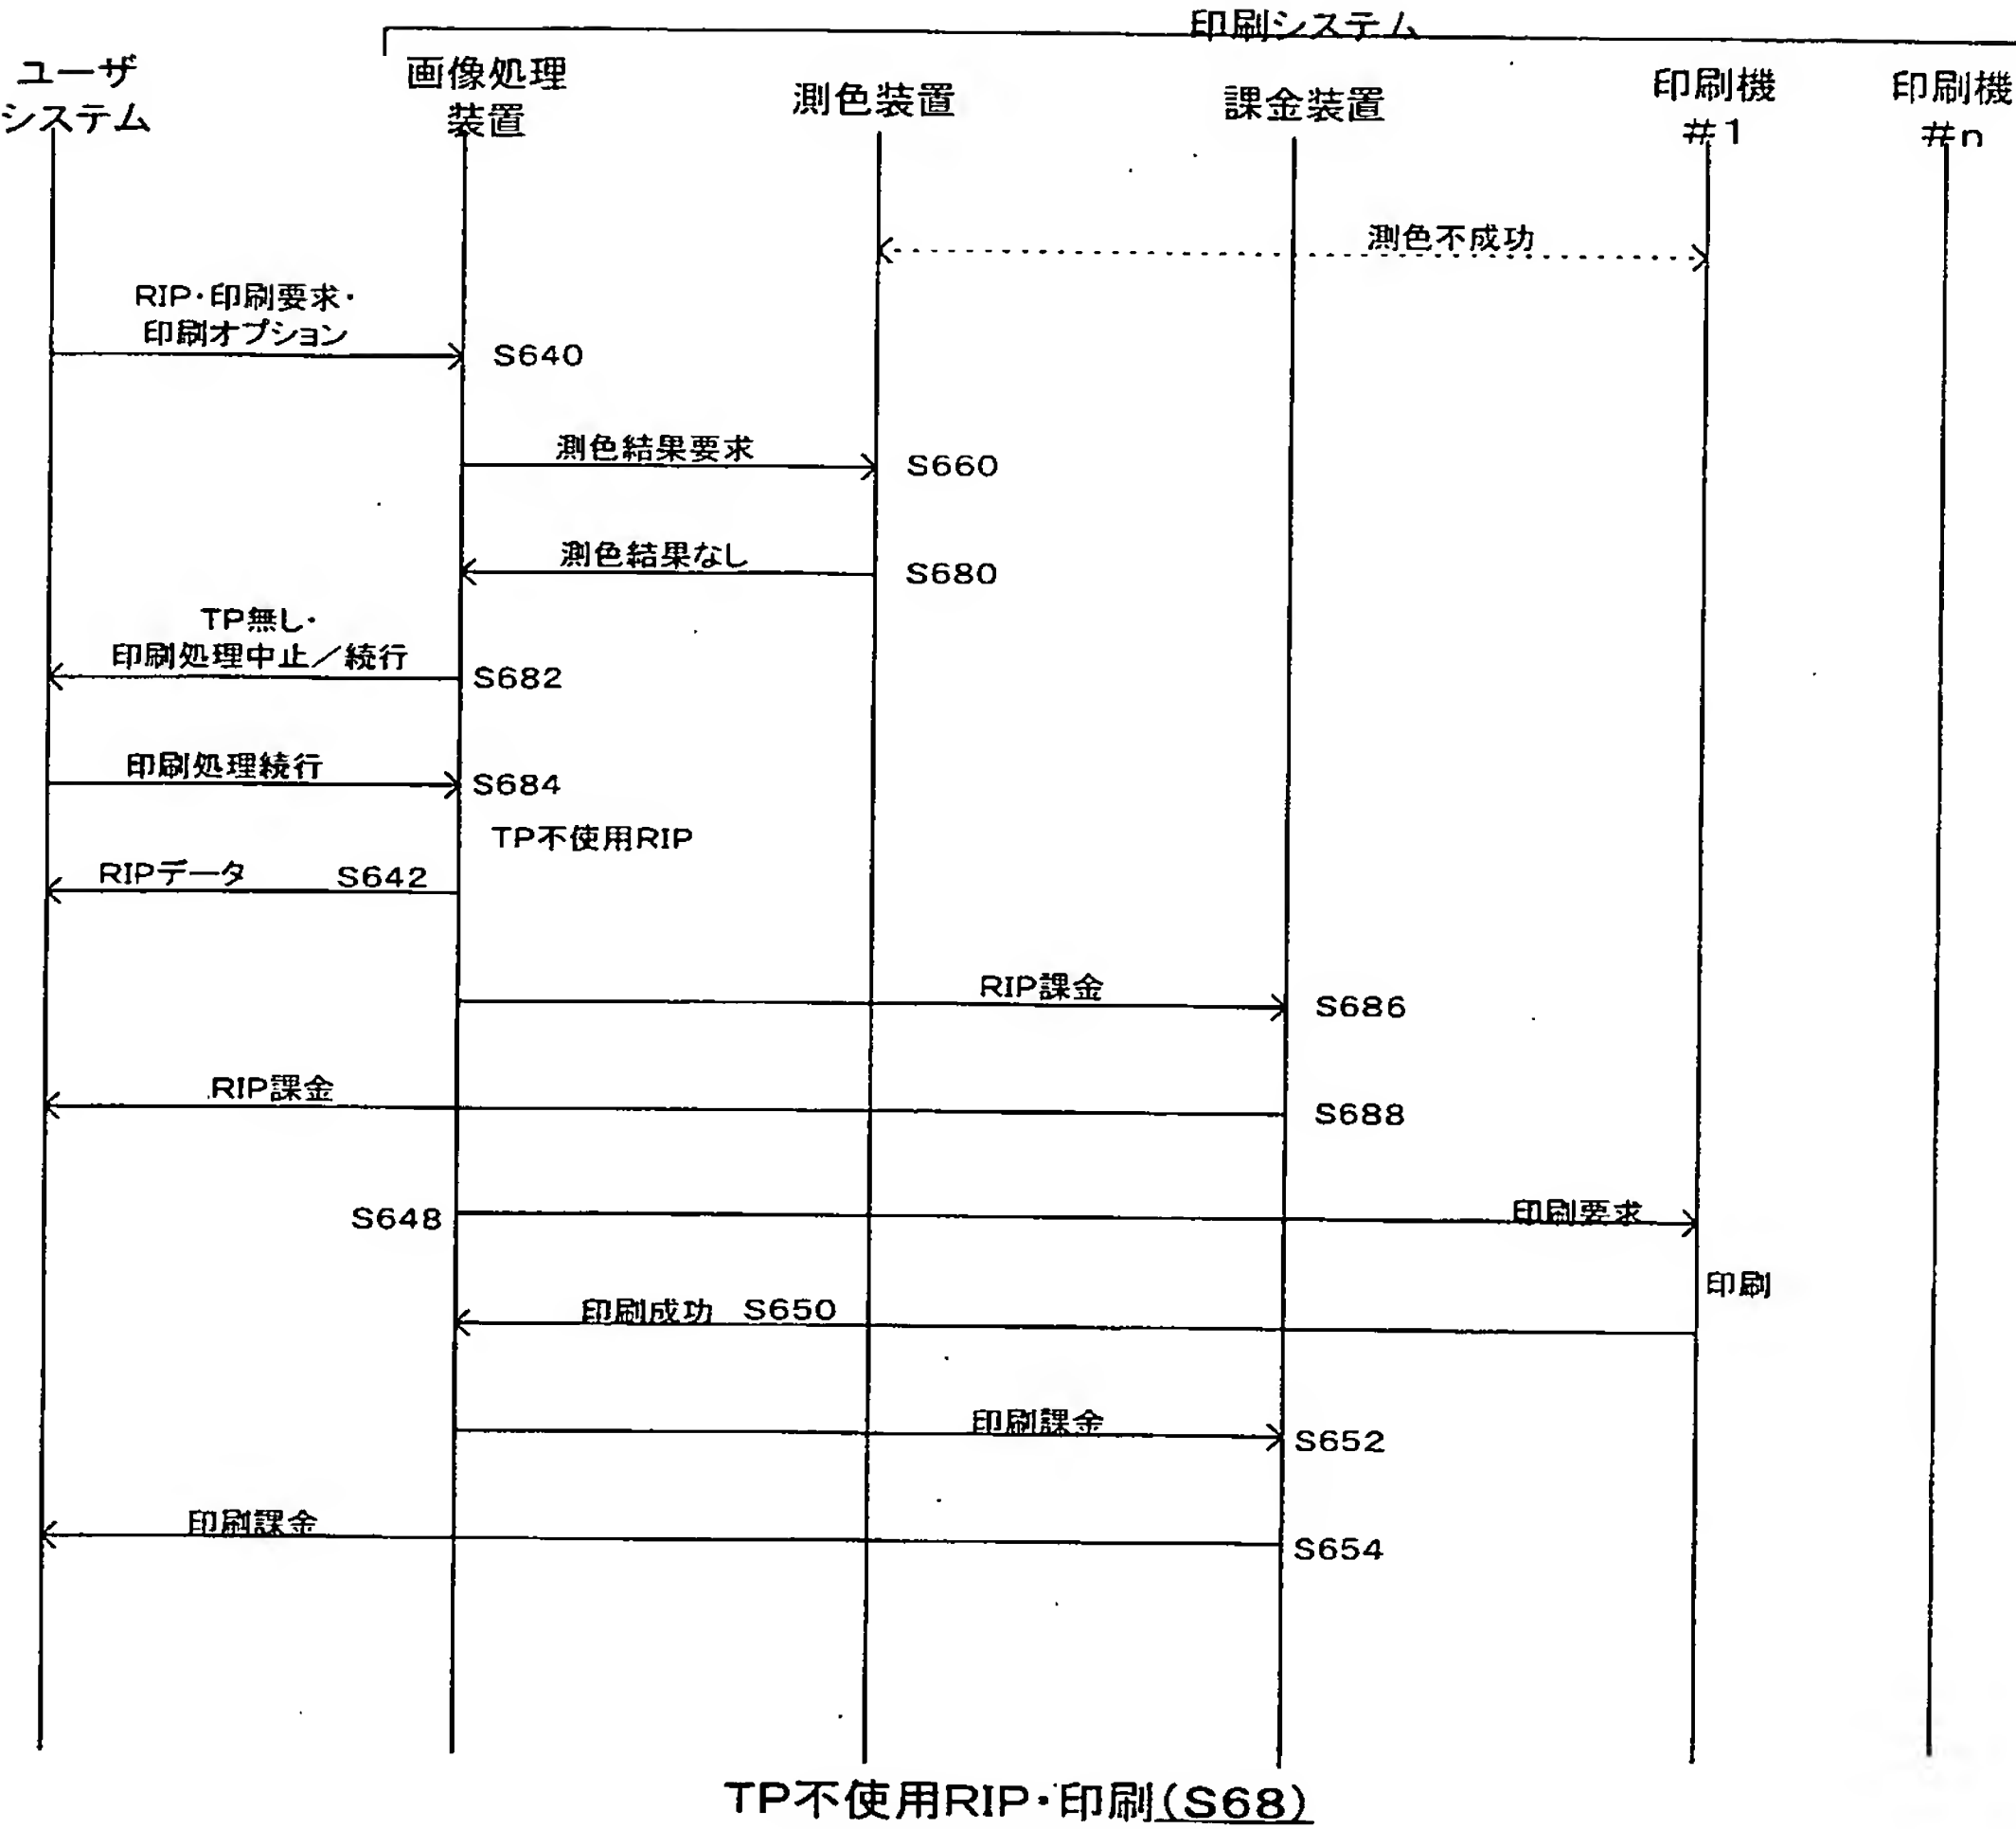 印刷システム
ユーザ
システム
画像処理
装置
測色装置
課金装置
印刷機
#1
印刷機
#n
測色不成功
RIP・印刷要求・
印刷オプション
S640
測色結果要求
S660
測色結果なし
S680
TP無し・
印刷処理中止／続行
S682
印刷処理続行
S684
TP不使用RIP
RIPデータ S642
RIP課金
S686
RIP課金
S688
S648
印刷要求
印刷
印刷成功 S650
印刷課金
S652
印刷課金
S654
TP不使用RIP・印刷(S68)